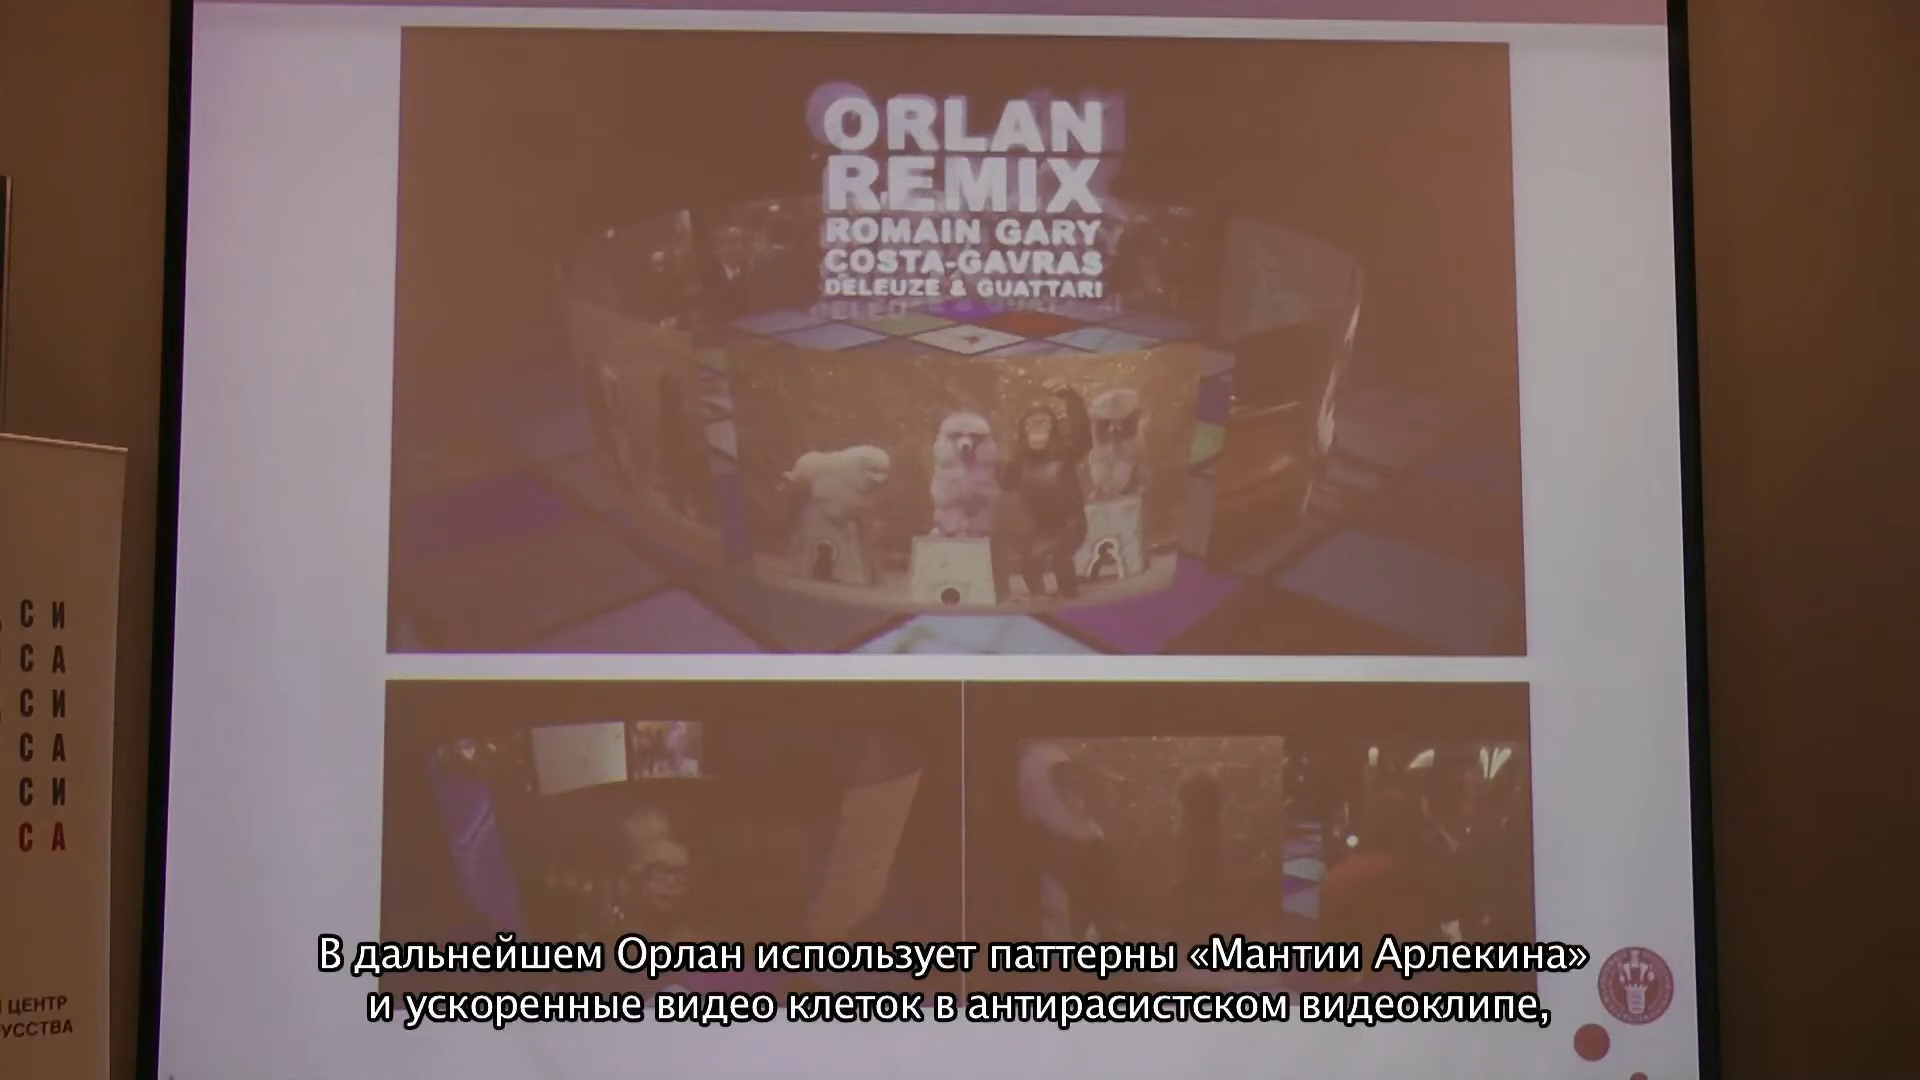 ORLAN
REMIX
ROMAIN GARY
COSTA-GAVRAS
DELEUZE & GUATTARI
С И
С А
С И
С А
С И
С А
ЦЕНТР
В дальнейшем Орлан использует паттерны «Мантии Арлекина»
и ускоренные видео клеток в антирасистском видеоклипе,